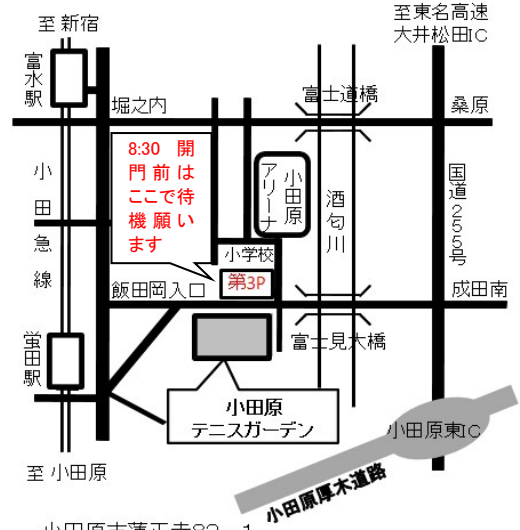 至 新宿
至東名高速
大井松田IC
富水駅
堀之内
富士道橋
桑原
8:30 開
門前は
ここで待
機願い
ます
小田原
アリーナ
小田急線
酒匂川
国道255号
小学校
第3P
飯田岡入口
成田南
蛍田駅
富士見大橋
小田原
テニスガーデン
小田原東IC
至 小田原
小田原厚木道路